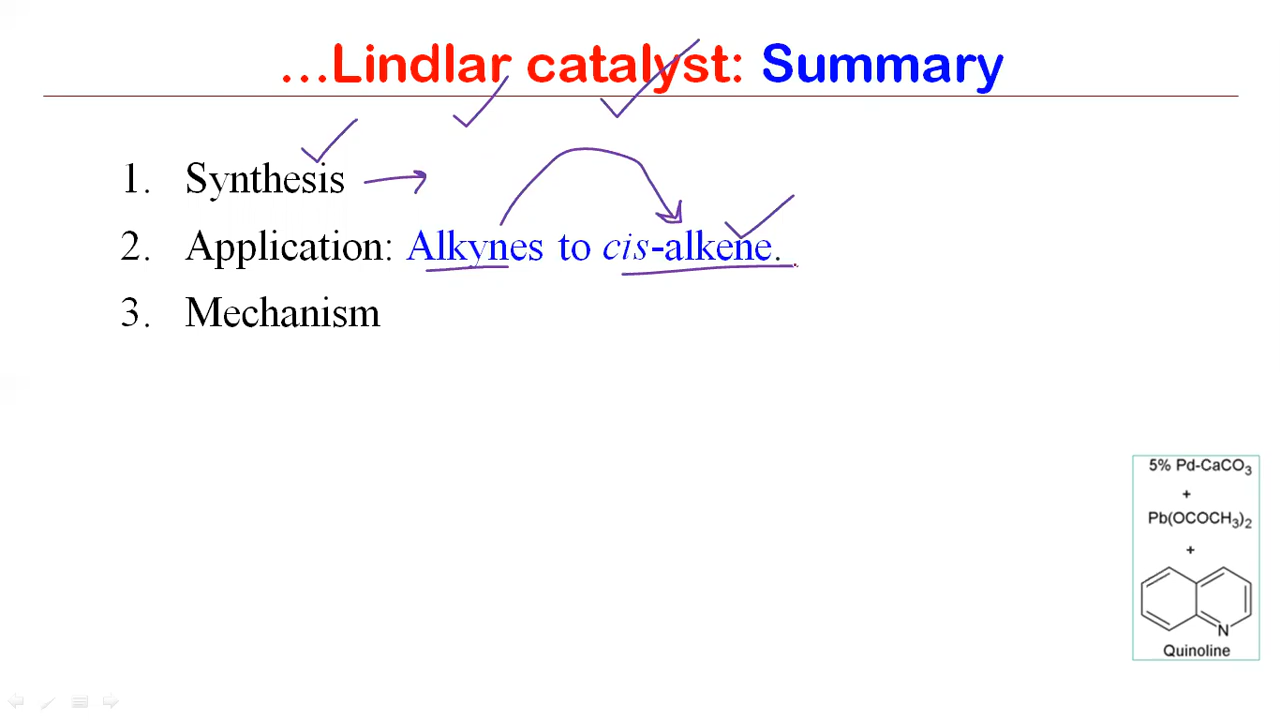 ...Lindlar catalyst: Summary
1. Synthesis
2. Application: Alkynes to cis-alkene.
3. Mechanism
5% Pd-CaCO₃
+
Pb(OCOCH₃)₂
+
N
Quinoline